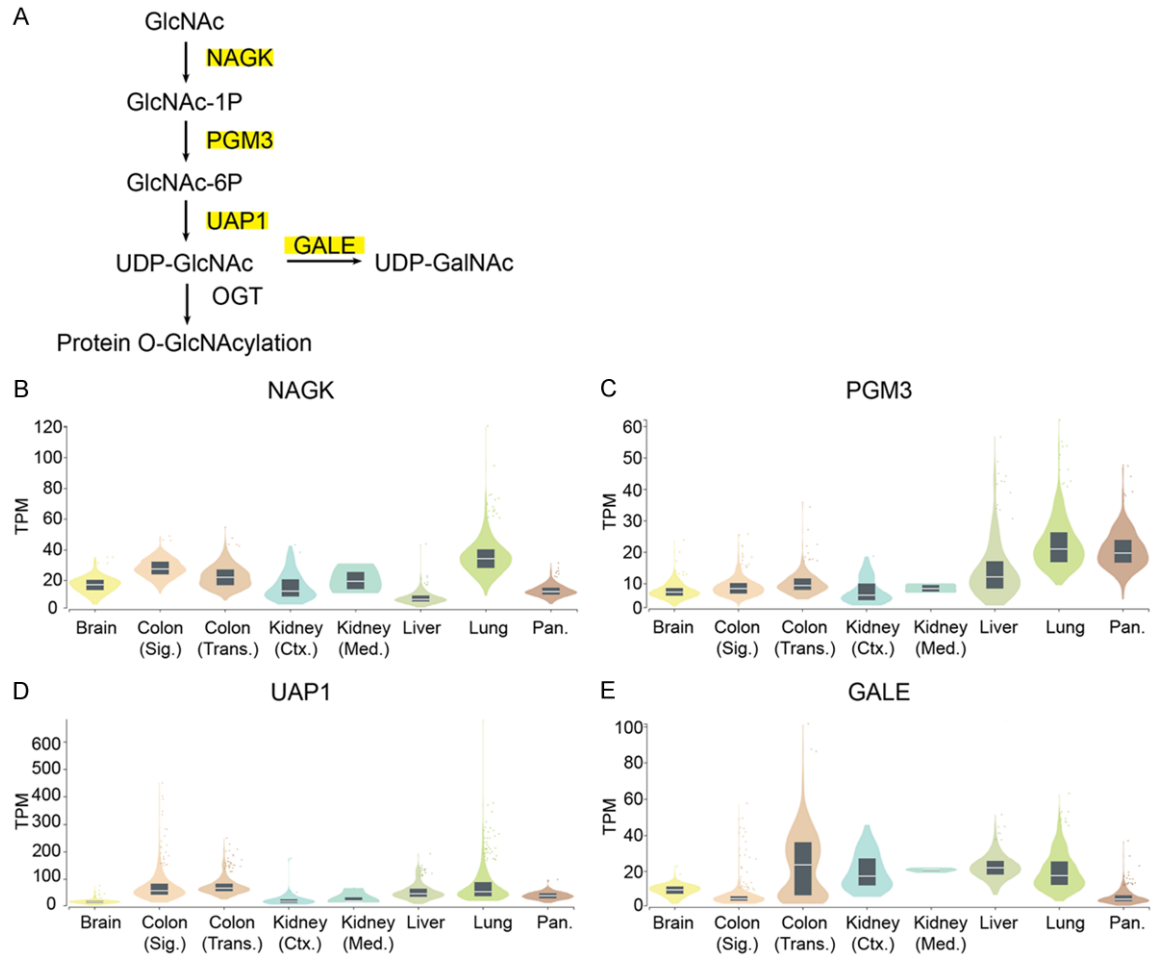 A
GlcNAc
NAGK
GlcNAc-1P
PGM3
GlcNAc-6P
UAP1
GALE
UDP-GlcNAc
UDP-GalNAc
OGT
Protein O-GlcNAcylation
B
NAGK
TPM
120
100
80
60
40
20
0
Brain
Colon
(Sig.)
Colon
(Trans.)
Kidney
(Ctx.)
Kidney
(Med.)
Liver
Lung
Pan.
C
PGM3
TPM
60
50
40
30
20
10
0
Brain
Colon
(Sig.)
Colon
(Trans.)
Kidney
(Ctx.)
Kidney
(Med.)
Liver
Lung
Pan.
D
UAP1
TPM
600
500
400
300
200
100
0
Brain
Colon
(Sig.)
Colon
(Trans.)
Kidney
(Ctx.)
Kidney
(Med.)
Liver
Lung
Pan.
E
GALE
TPM
100
80
60
40
20
0
Brain
Colon
(Sig.)
Colon
(Trans.)
Kidney
(Ctx.)
Kidney
(Med.)
Liver
Lung
Pan.